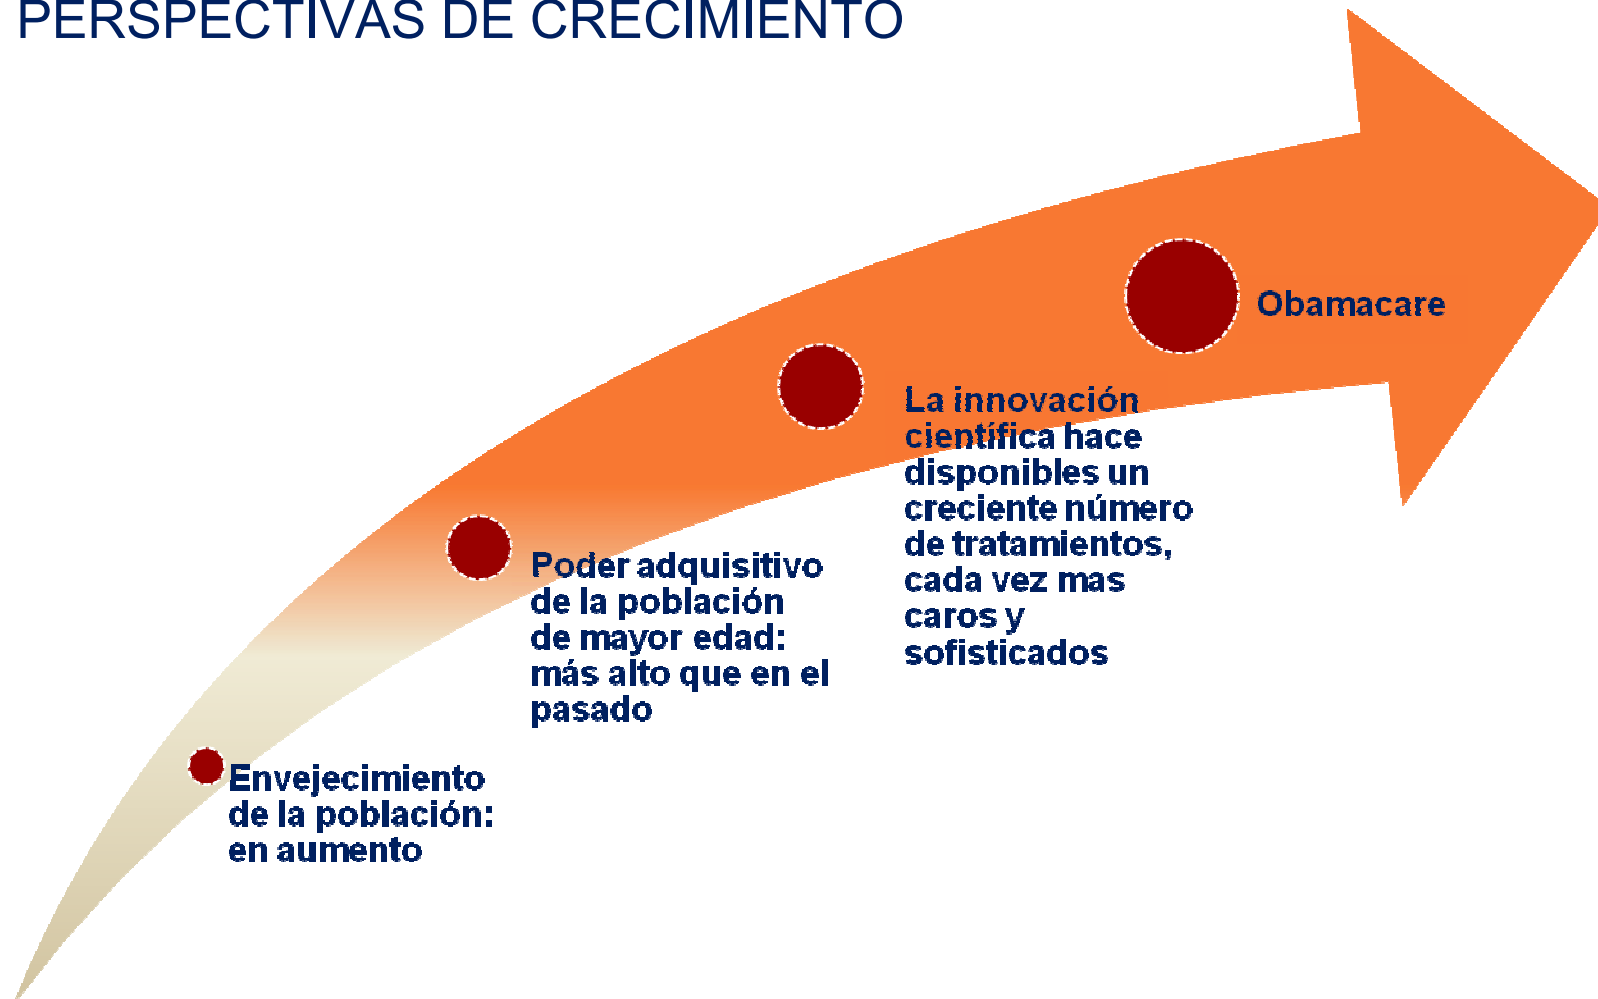 PERSPECTIVAS DE CRECIMIENTO
Obamacare
La innovación
científica hace
disponibles un
creciente número
de tratamientos,
cada vez mas
caros y
sofisticados
Poder adquisitivo
de la población
de mayor edad:
más alto que en el
pasado
Envejecimiento
de la población:
en aumento